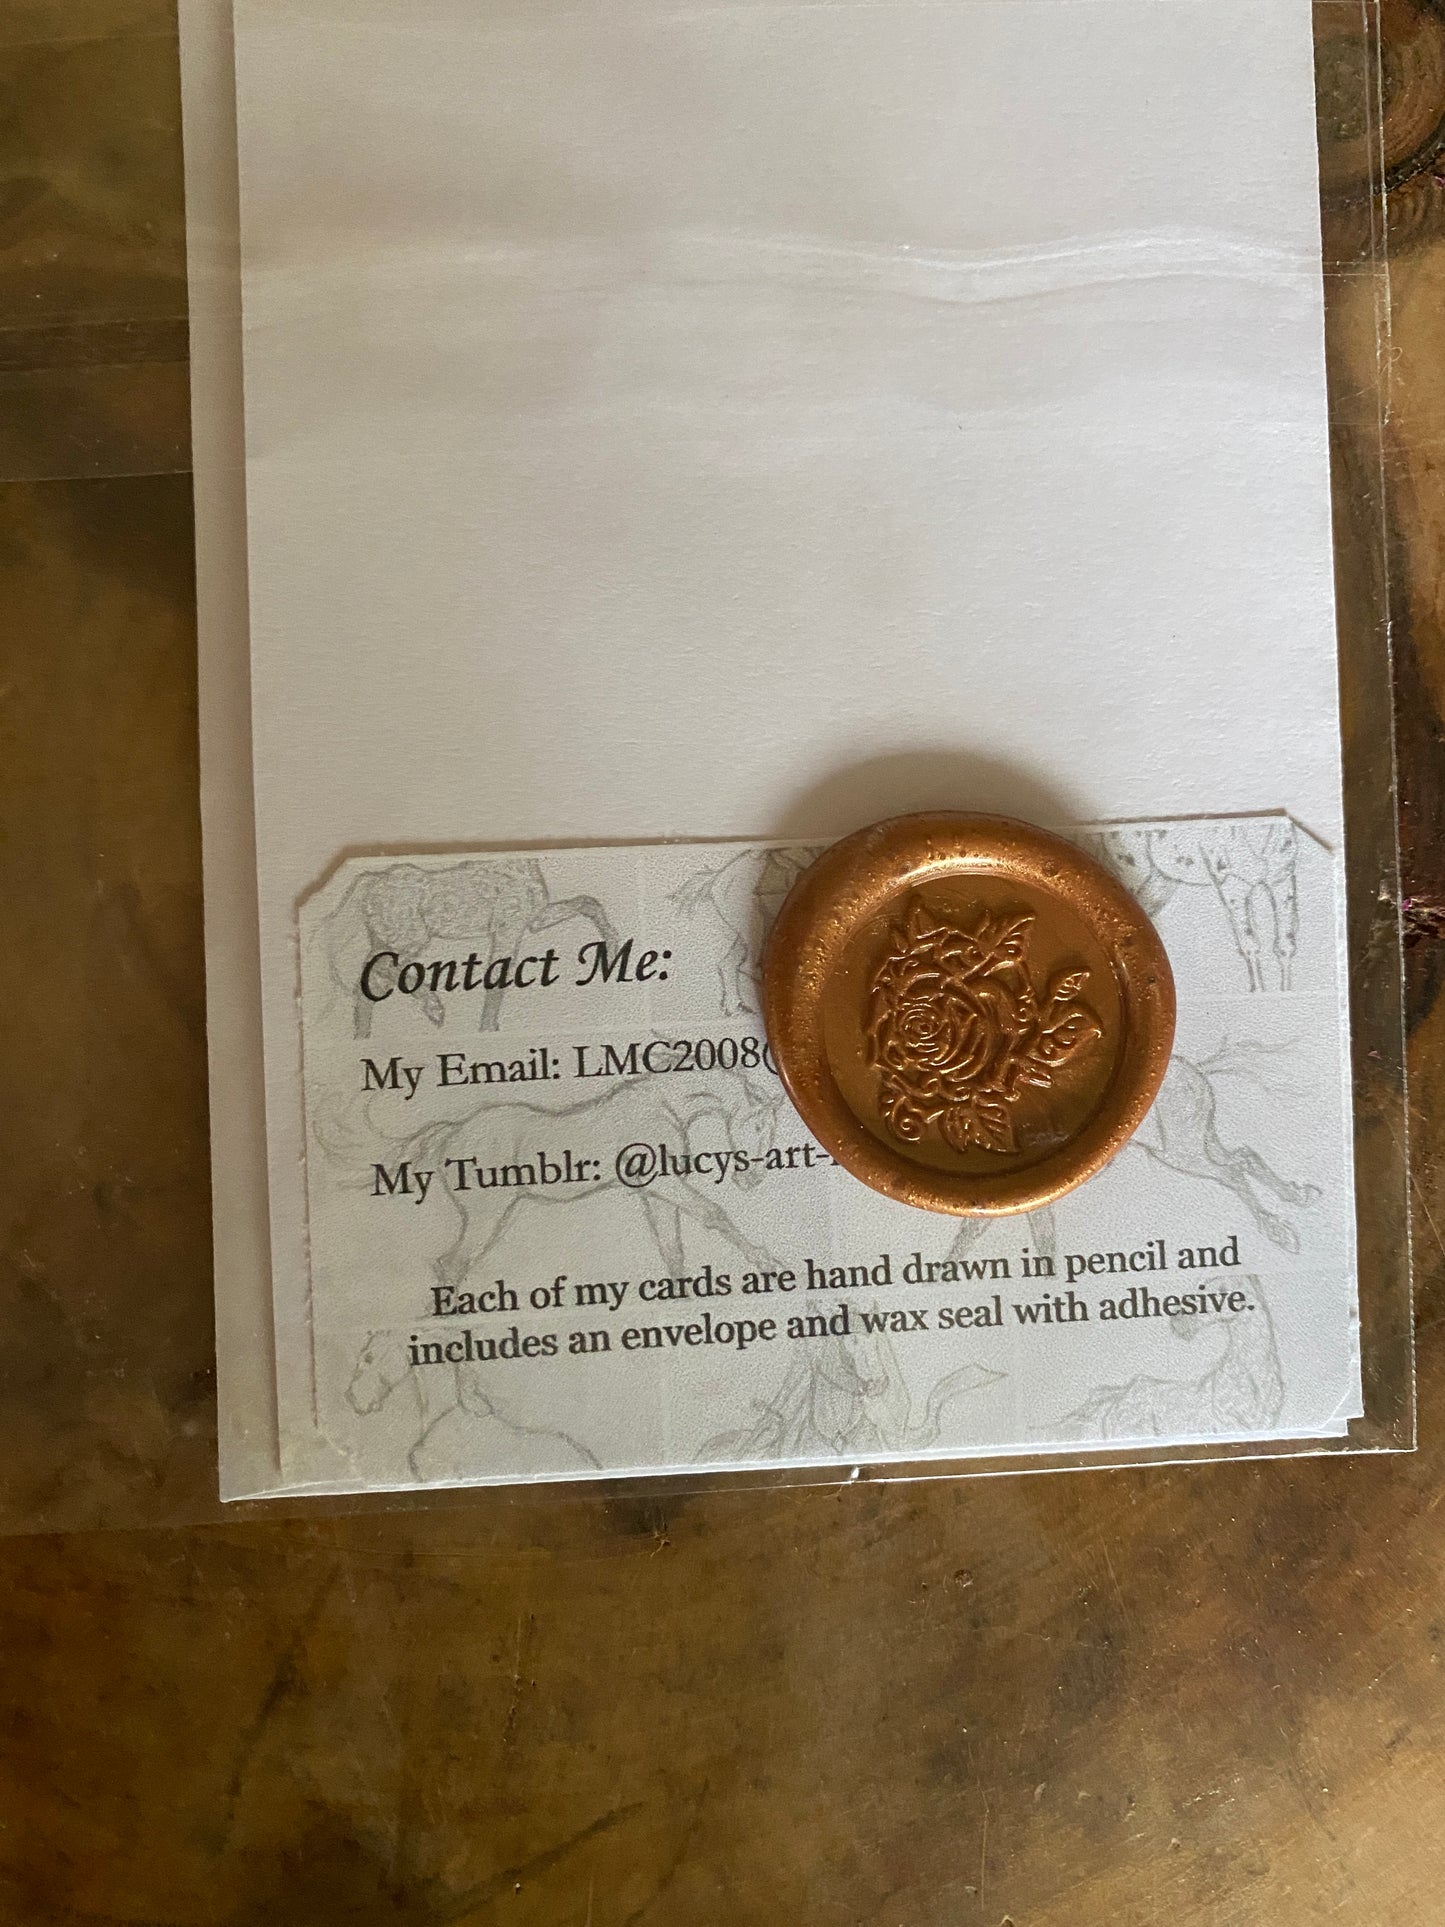 Contact Me:
My Email: LMC2008@
My Tumblr: @lucys-art-
Each of my cards are hand drawn in pencil and
includes an envelope and wax seal with adhesive.